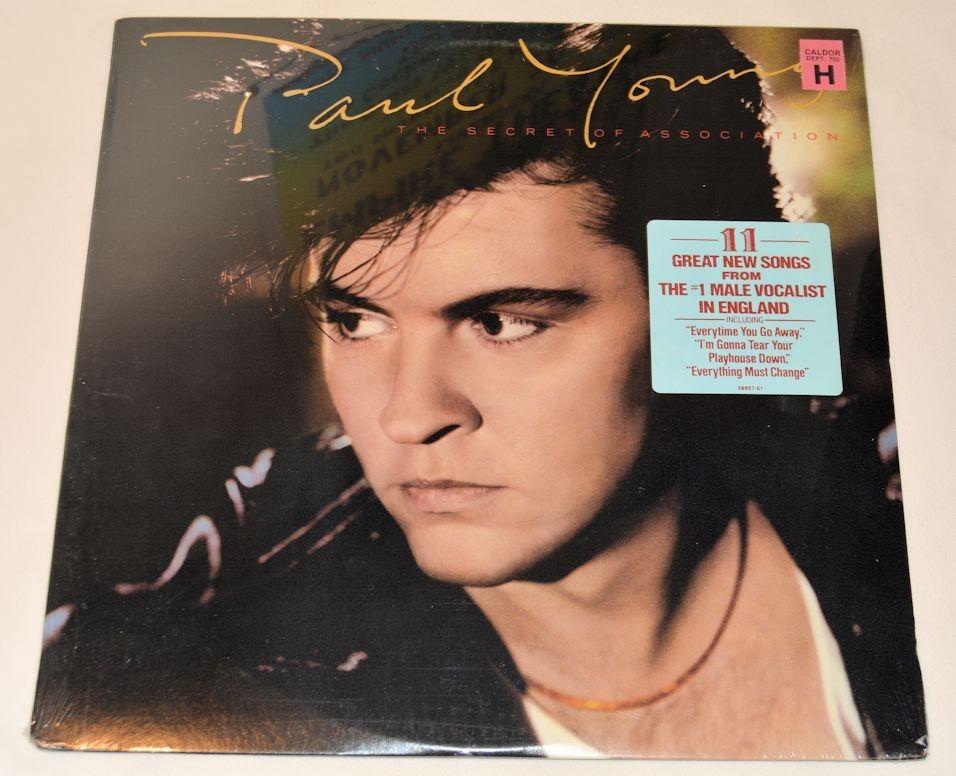 Paul Young
CALDOR
DEPT. 702
H
THE SECRET OF ASSOCIATION
11
GREAT NEW SONGS
FROM
THE #1 MALE VOCALIST
IN ENGLAND
INCLUDING
"Everytime You Go Away,"
"I'm Gonna Tear Your
Playhouse Down,"
"Everything Must Change"
39957-S1